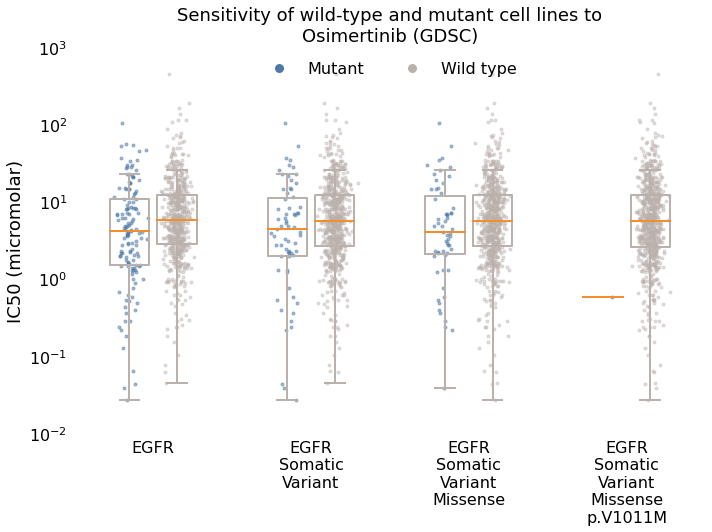 Sensitivity of wild-type and mutant cell lines to
Osimertinib (GDSC)
Mutant
Wild type
IC50 (micromolar)
10³
10²
10¹
10⁰
10⁻¹
10⁻²
EGFR
EGFR
Somatic
Variant
EGFR
Somatic
Variant
Missense
EGFR
Somatic
Variant
Missense
p.V1011M